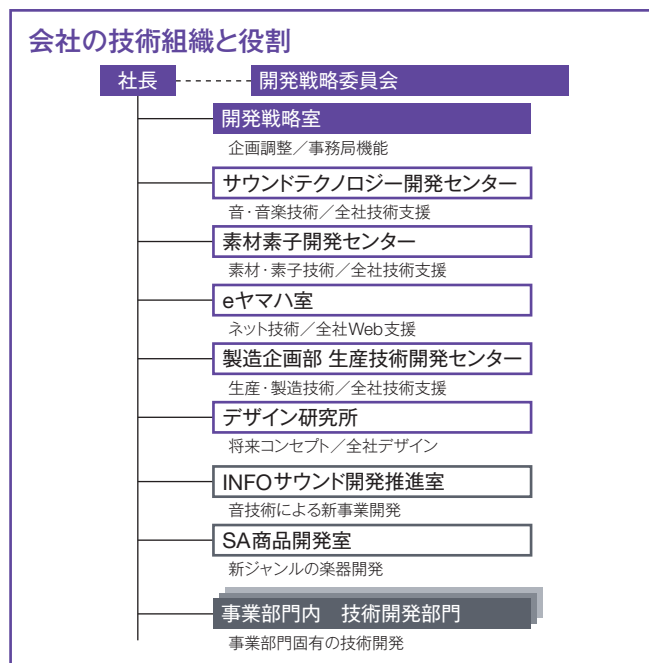 会社の技術組織と役割
社長
開発戦略委員会
開発戦略室
企画調整／事務局機能
サウンドテクノロジー開発センター
音・音楽技術／全社技術支援
素材素子開発センター
素材・素子技術／全社技術支援
eヤマハ室
ネット技術／全社Web支援
製造企画部 生産技術開発センター
生産・製造技術／全社技術支援
デザイン研究所
将来コンセプト／全社デザイン
INFOサウンド開発推進室
音技術による新事業開発
SA商品開発室
新ジャンルの楽器開発
事業部門内　技術開発部門
事業部門固有の技術開発